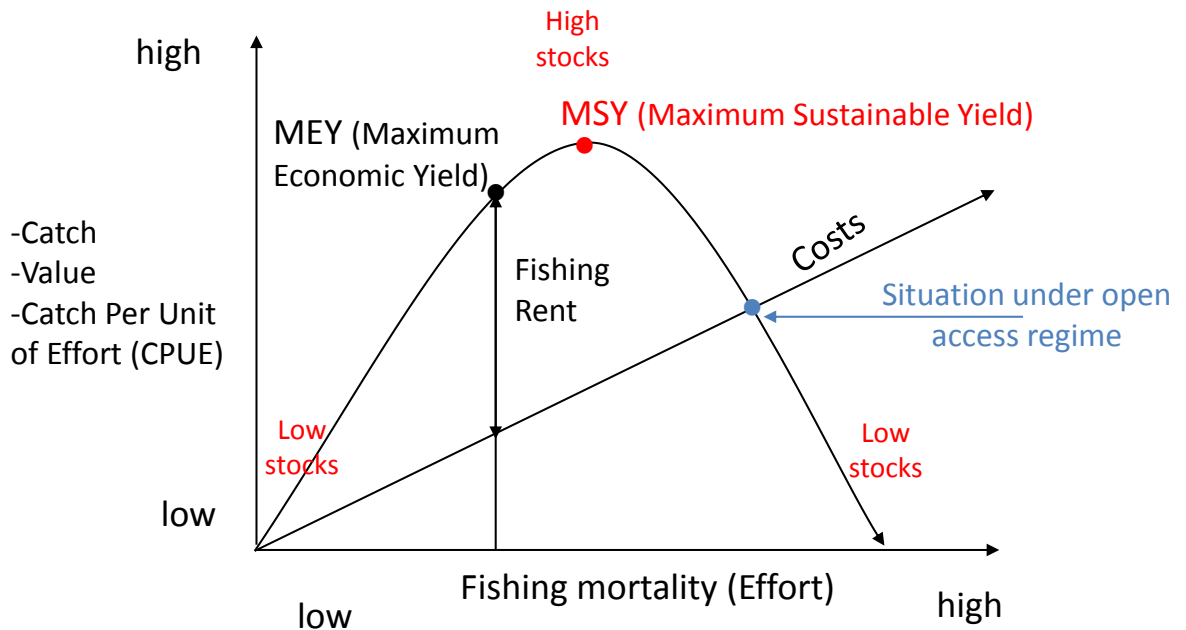 high
High
stocks
MSY (Maximum Sustainable Yield)
MEY (Maximum
Economic Yield)
-Catch
-Value
-Catch Per Unit
of Effort (CPUE)
Fishing
Rent
Costs
Situation under open
access regime
Low
stocks
Low
stocks
low
Fishing mortality (Effort)
low
high